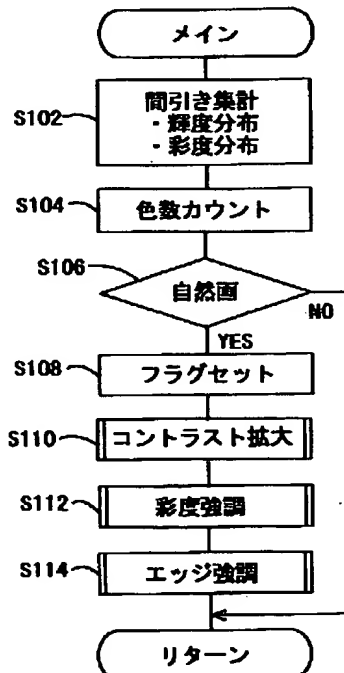 メイン
S102
間引き集計
・輝度分布
・彩度分布
S104
色数カウント
S106
自然画
NO
YES
S108
フラグセット
S110
コントラスト拡大
S112
彩度強調
S114
エッジ強調
リターン